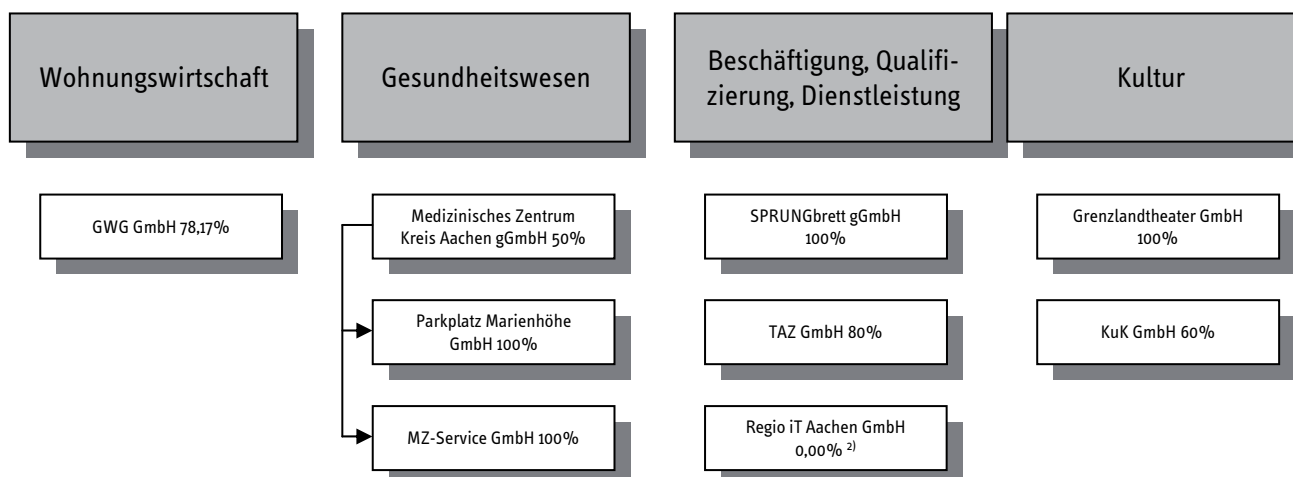 Wohnungswirtschaft
Gesundheitswesen
Beschäftigung, Qualifi-
zierung, Dienstleistung
Kultur
GWG GmbH 78,17%
Medizinisches Zentrum
Kreis Aachen gGmbH 50%
Parkplatz Marienhöhe
GmbH 100%
MZ-Service GmbH 100%
SPRUNGbrett gGmbH
100%
TAZ GmbH 80%
Regio iT Aachen GmbH
0,00% ²⁾
Grenzlandtheater GmbH
100%
KuK GmbH 60%